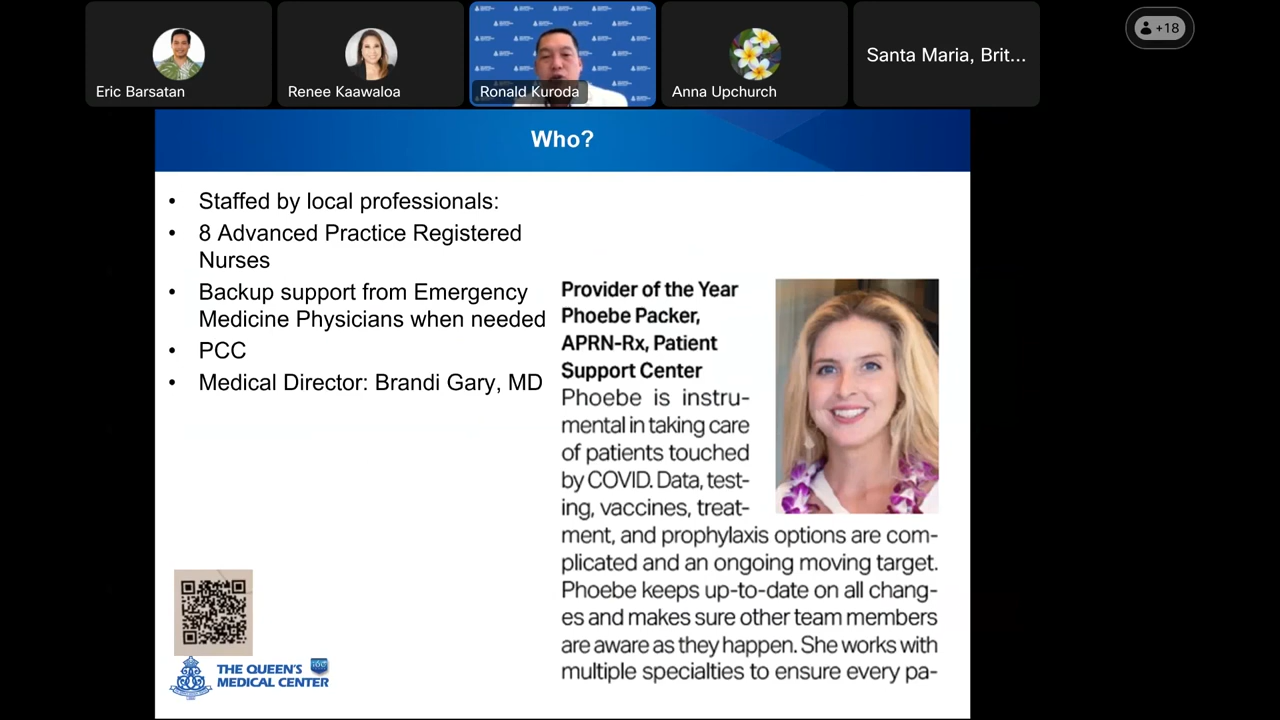 +18
Eric Barsatan
Renee Kaawaloa
Ronald Kuroda
Anna Upchurch
Santa Maria, Brit...
Who?
• Staffed by local professionals:
• 8 Advanced Practice Registered
Nurses
• Backup support from Emergency
Medicine Physicians when needed
• PCC
• Medical Director: Brandi Gary, MD
Provider of the Year
Phoebe Packer,
APRN-Rx, Patient
Support Center
Phoebe is instru-
mental in taking care
of patients touched
by COVID. Data, test-
ing, vaccines, treat-
ment, and prophylaxis options are com-
plicated and an ongoing moving target.
Phoebe keeps up-to-date on all chang-
es and makes sure other team members
are aware as they happen. She works with
multiple specialties to ensure every pa-
THE QUEEN'S
MEDICAL CENTER